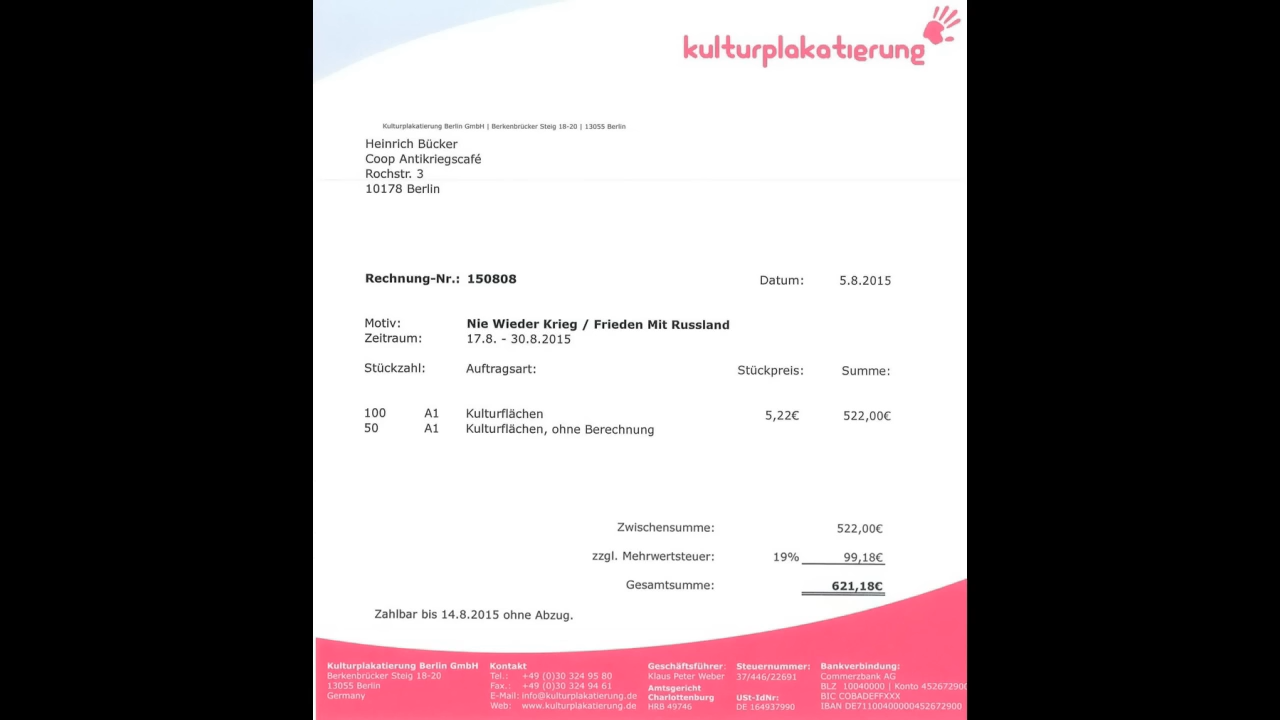 kulturplakatierung
Kulturplakatierung Berlin GmbH | Berkenbrücker Steig 18-20 | 13055 Berlin
Heinrich Bücker
Coop Antikriegscafé
Rochstr. 3
10178 Berlin
Rechnung-Nr.: 150808 Datum: 5.8.2015
Motiv: Nie Wieder Krieg / Frieden Mit Russland
Zeitraum: 17.8. - 30.8.2015
Stückzahl: Auftragsart: Stückpreis: Summe:
100 A1 Kulturflächen 5,22€ 522,00€
50 A1 Kulturflächen, ohne Berechnung
Zwischensumme: 522,00€
zzgl. Mehrwertsteuer: 19% 99,18€
Gesamtsumme: 621,18€
Zahlbar bis 14.8.2015 ohne Abzug.
Kulturplakatierung Berlin GmbH
Berkenbrücker Steig 18-20
13055 Berlin
Germany
Kontakt
Tel.: +49 (0)30 324 95 80
Fax.: +49 (0)30 324 94 61
E-Mail: info@kulturplakatierung.de
Web: www.kulturplakatierung.de
Geschäftsführer:
Klaus Peter Weber
Amtsgericht
Charlottenburg
HRB 49746
Steuernummer:
37/446/22691
USt-IdNr:
DE 164937990
Bankverbindung:
Commerzbank AG
BLZ 10040000 | Konto 452672900
BIC COBADEFFXXX
IBAN DE71100400000452672900